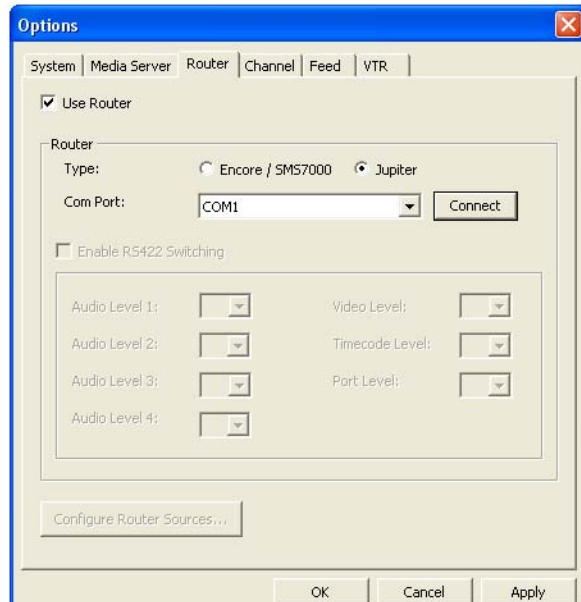 Options
System Media Server Router Channel Feed VTR
Use Router
Router
Type: Encore / SMS7000 Jupiter
Com Port: COM1 Connect
Enable RS422 Switching
Audio Level 1: Video Level:
Audio Level 2: Timecode Level:
Audio Level 3: Port Level:
Audio Level 4:
Configure Router Sources...
OK Cancel Apply